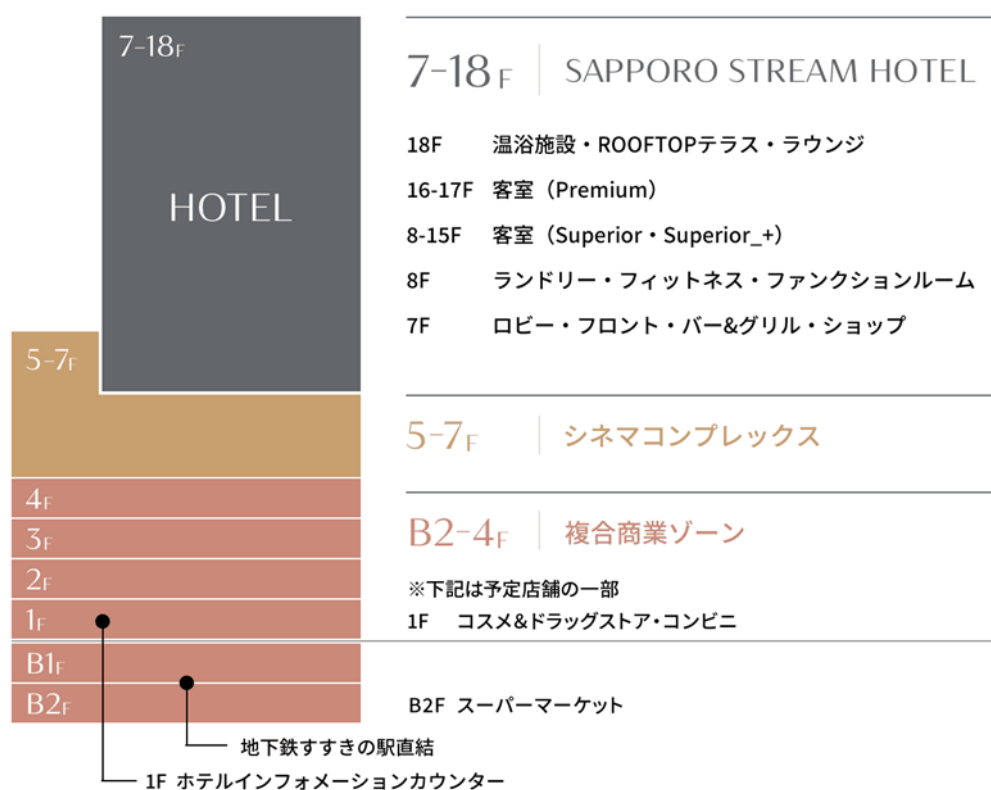 7-18F
HOTEL
5-7F
4F
3F
2F
1F
B1F
B2F
7-18F SAPPORO STREAM HOTEL
18F 温浴施設・ROOFTOPテラス・ラウンジ
16-17F 客室（Premium）
8-15F 客室（Superior・Superior_+）
8F ランドリー・フィットネス・ファンクションルーム
7F ロビー・フロント・バー&グリル・ショップ
5-7F シネマコンプレックス
B2-4F 複合商業ゾーン
※下記は予定店舗の一部
1F コスメ&ドラッグストア・コンビニ
B2F スーパーマーケット
地下鉄すすきの駅直結
1F ホテルインフォメーションカウンター